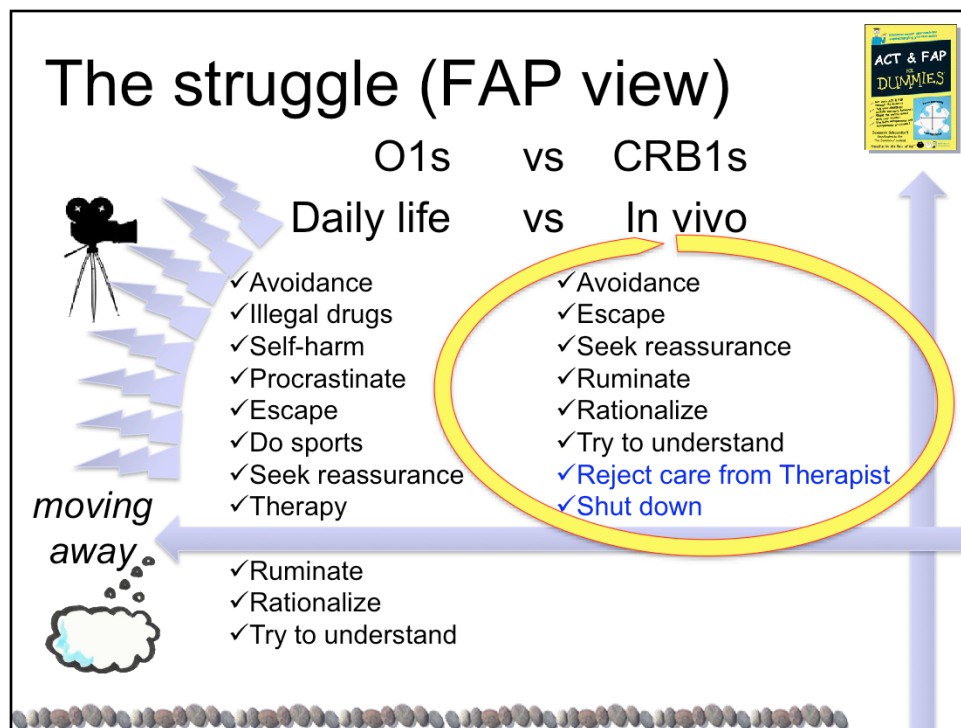 The struggle (FAP view)
ACT & FAP
FOR
DUMMIES
O1s vs CRB1s
Daily life vs In vivo
✓Avoidance
✓Illegal drugs
✓Self-harm
✓Procrastinate
✓Escape
✓Do sports
✓Seek reassurance
✓Therapy
✓Avoidance
✓Escape
✓Seek reassurance
✓Ruminate
✓Rationalize
✓Try to understand
✓Reject care from Therapist
✓Shut down
moving
away
✓Ruminate
✓Rationalize
✓Try to understand